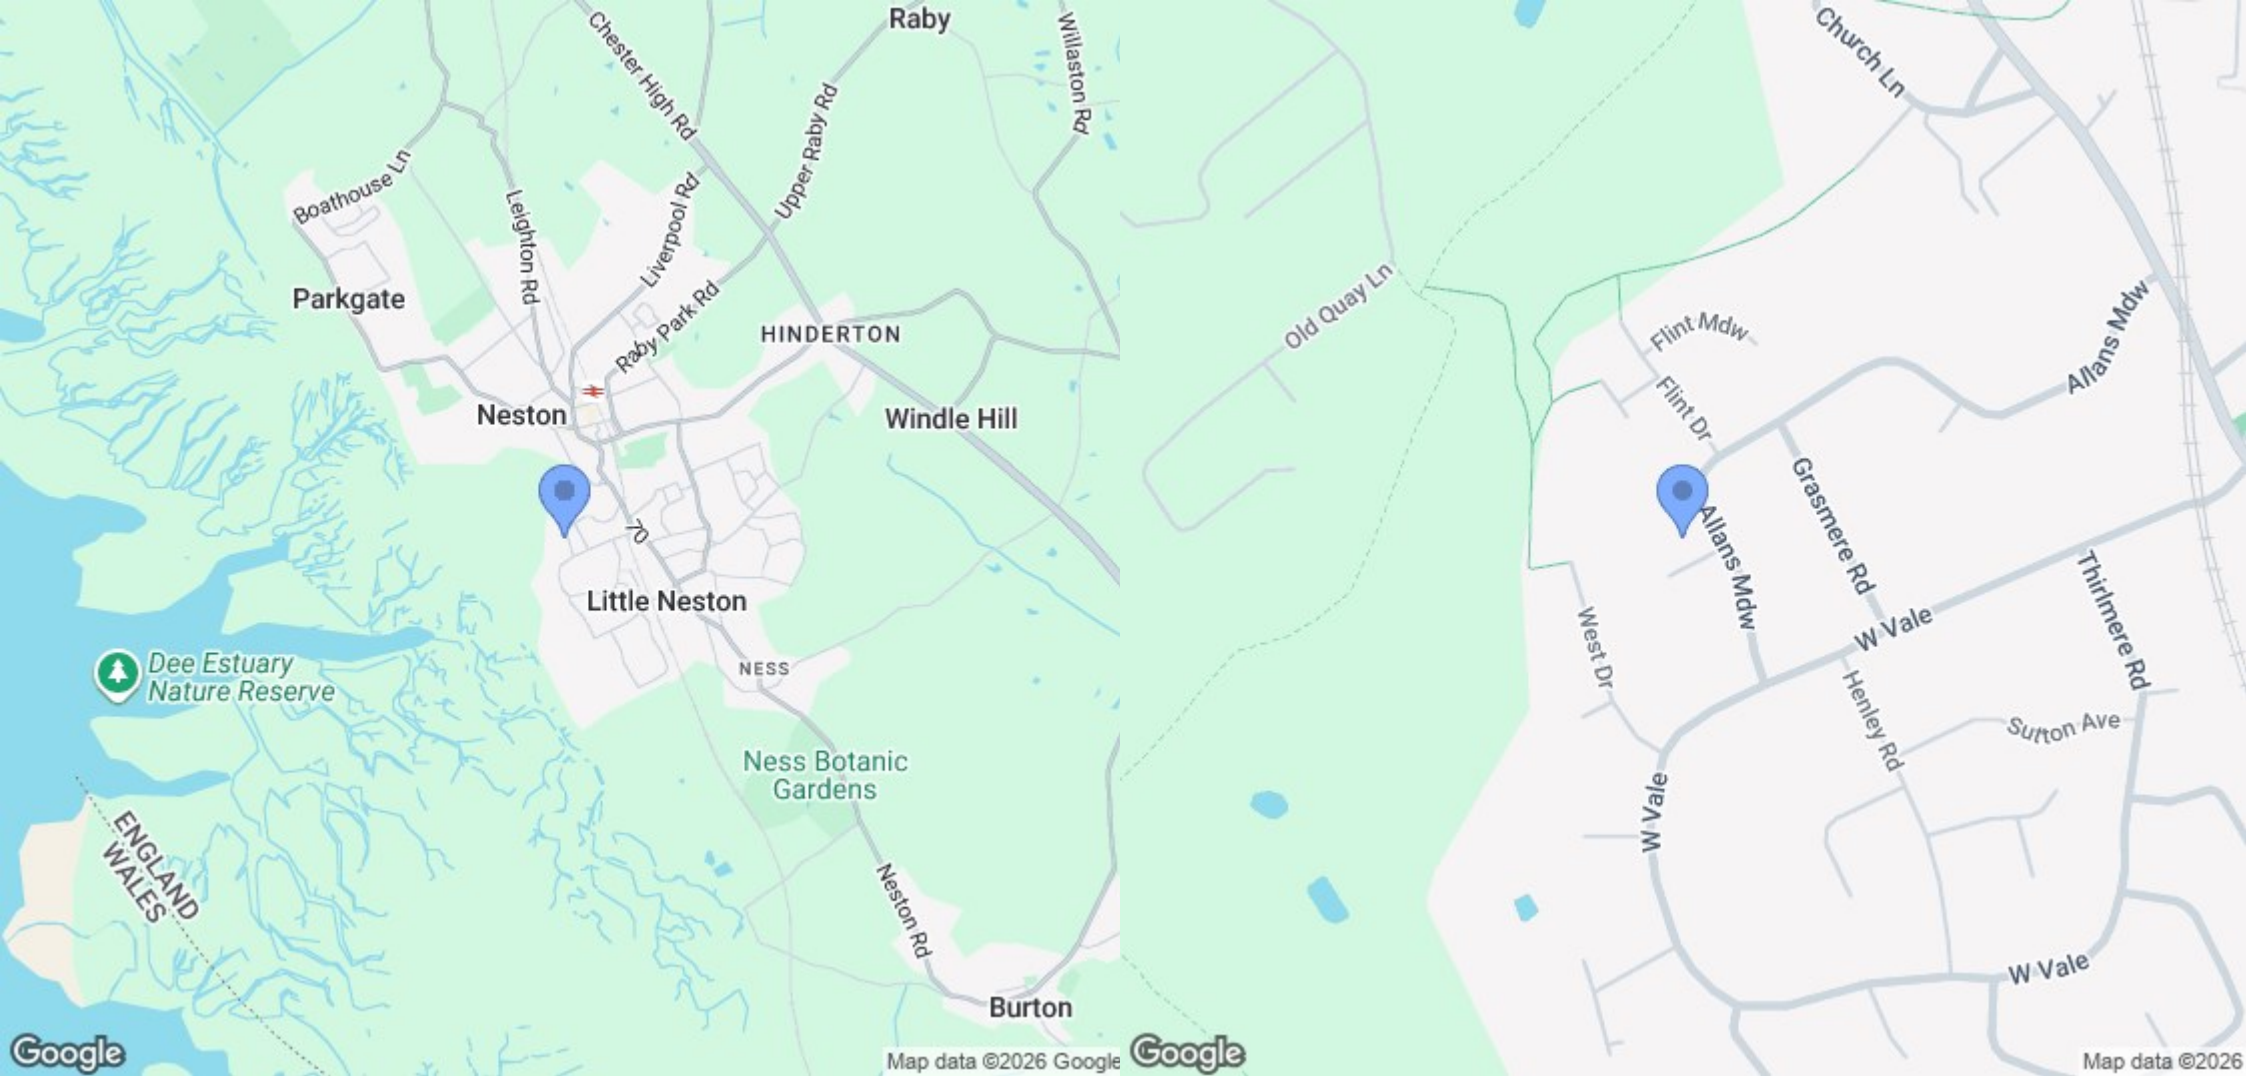 Raby
Chester High Rd
Willaston Rd
Upper Raby Rd
Boathouse Ln
Leighton Rd
Liverpool Rd
Parkgate
Raby Park Rd
HINDERTON
Neston
Windle Hill
70
Little Neston
Dee Estuary
Nature Reserve
NESS
Ness Botanic
Gardens
ENGLAND
WALES
Neston Rd
Burton
Google
Map data ©2026 Google
Church Ln
Old Quay Ln
Flint Mdw
Allans Mdw
Flint Dr
Grasmere Rd
Allans Mdw
Thirlmere Rd
West Dr
W Vale
Henley Rd
Sutton Ave
W Vale
W Vale
Google
Map data ©2026